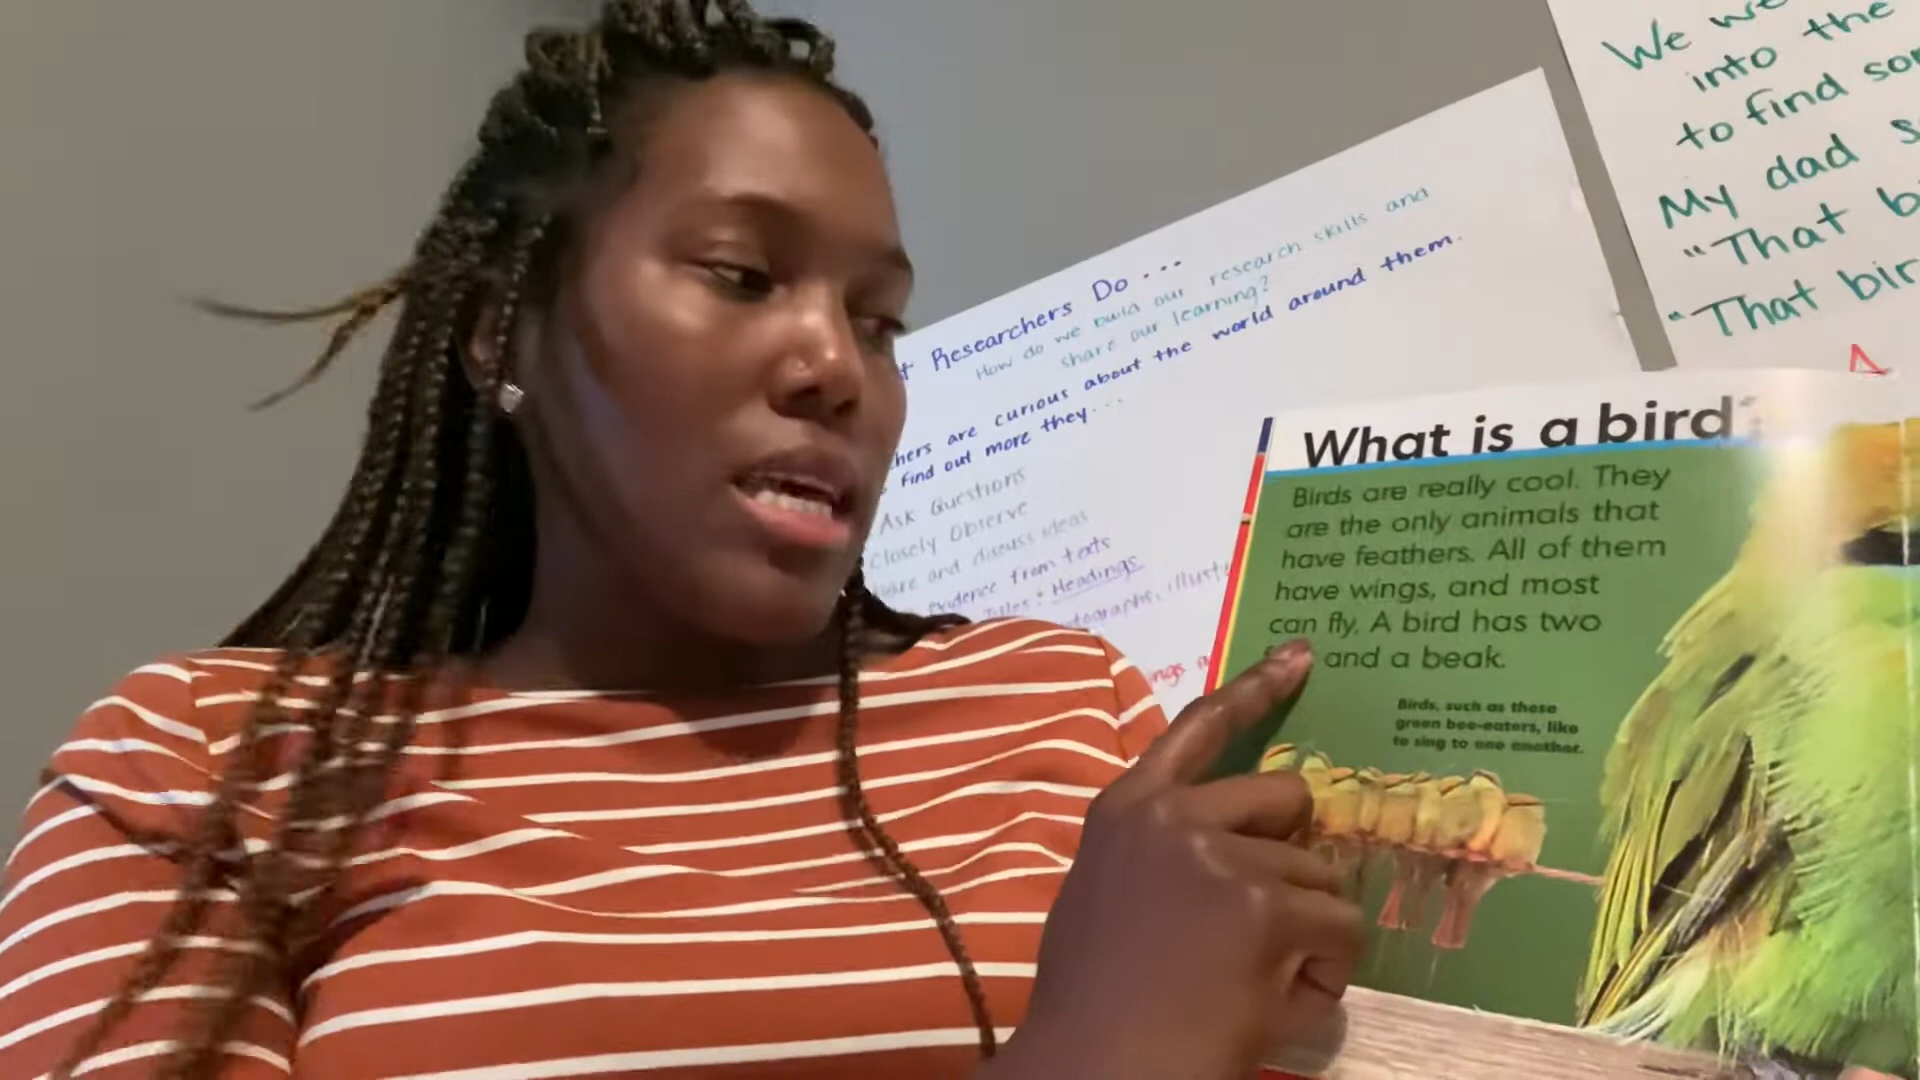 We we
into the
to find
My dad
"That
"That bir
Researchers Do ...
How do we build our research skills and
share our learning?
are curious about the world around them.
Find out more they...
Ask Questions
Closely Observe
and discuss ideas
evidence from texts
Titles: Headings
What is a bird
Birds are really cool. They
are the only animals that
have feathers. All of them
have wings, and most
can fly. A bird has two
and a beak.
Birds, such as these
green bee-eaters, like
to sing to one another.